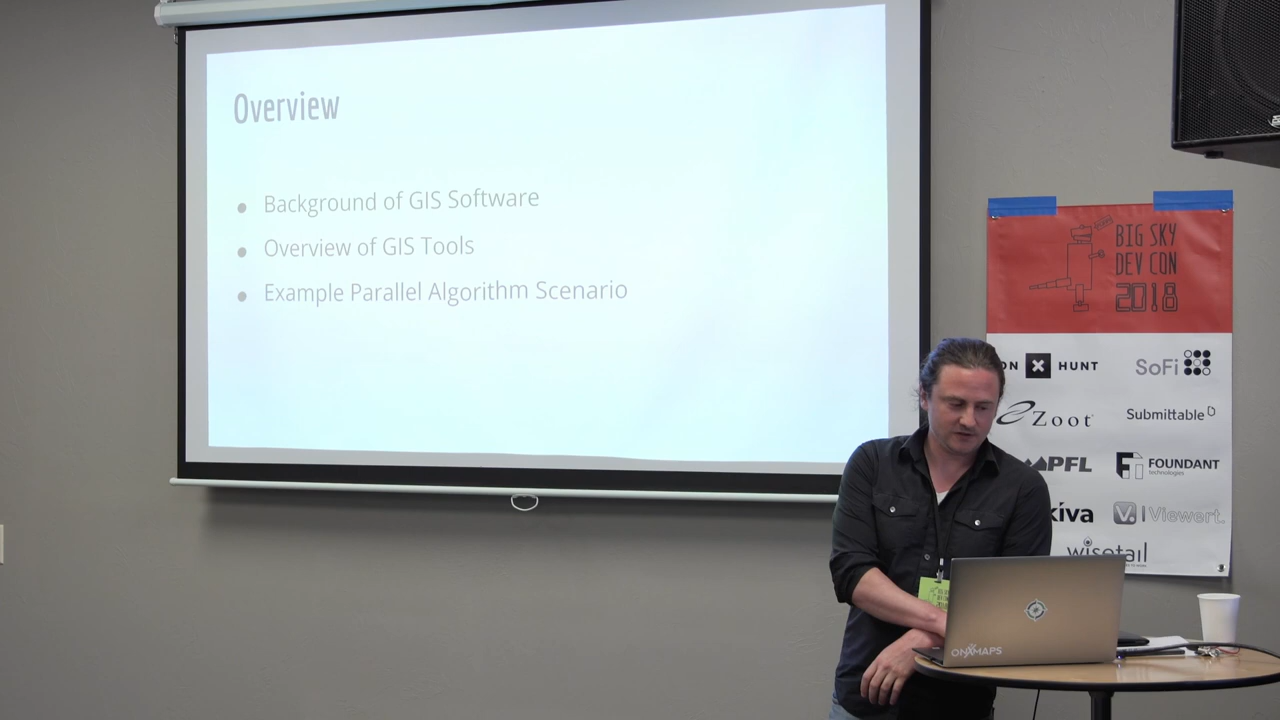 Overview
● Background of GIS Software
● Overview of GIS Tools
● Example Parallel Algorithm Scenario
BIG SKY
DEV CON
2018
ON X HUNT
SoFi
Zoot
Submittable
PFL
FOUNDANT
technologies
kiva
V. Viewert.
wisetail
ONXMAPS